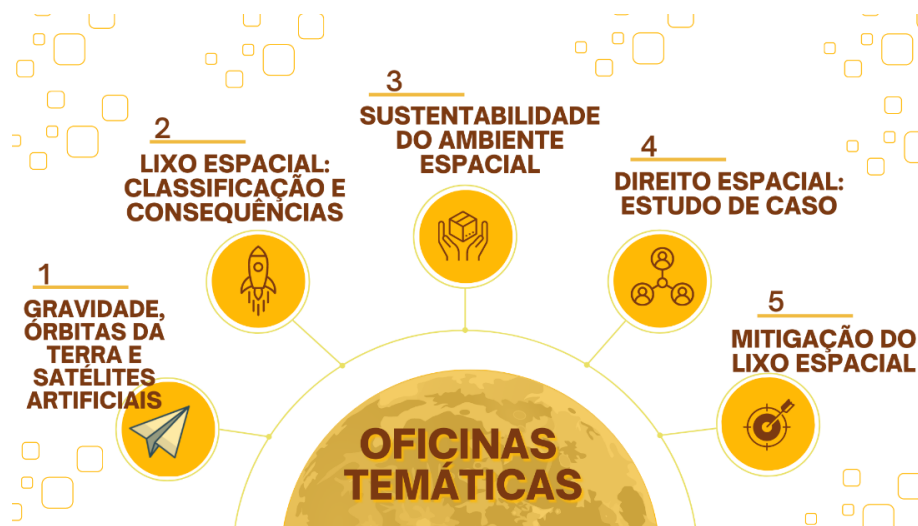 1
GRAVIDADE,
ÓRBITAS DA
TERRA E
SATÉLITES
ARTIFICIAIS
2
LIXO ESPACIAL:
CLASSIFICAÇÃO E
CONSEQUÊNCIAS
3
SUSTENTABILIDADE
DO AMBIENTE
ESPACIAL
4
DIREITO ESPACIAL:
ESTUDO DE CASO
5
MITIGAÇÃO DO
LIXO ESPACIAL
OFICINAS
TEMÁTICAS